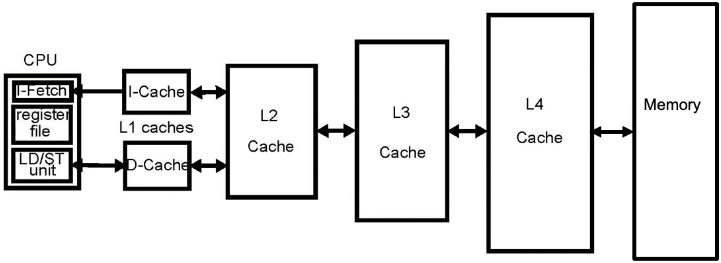 CPU
I-Fetch
register
file
LD/ST
unit
I-Cache
L1 caches
D-Cache
L2
Cache
L3
Cache
L4
Cache
Memory